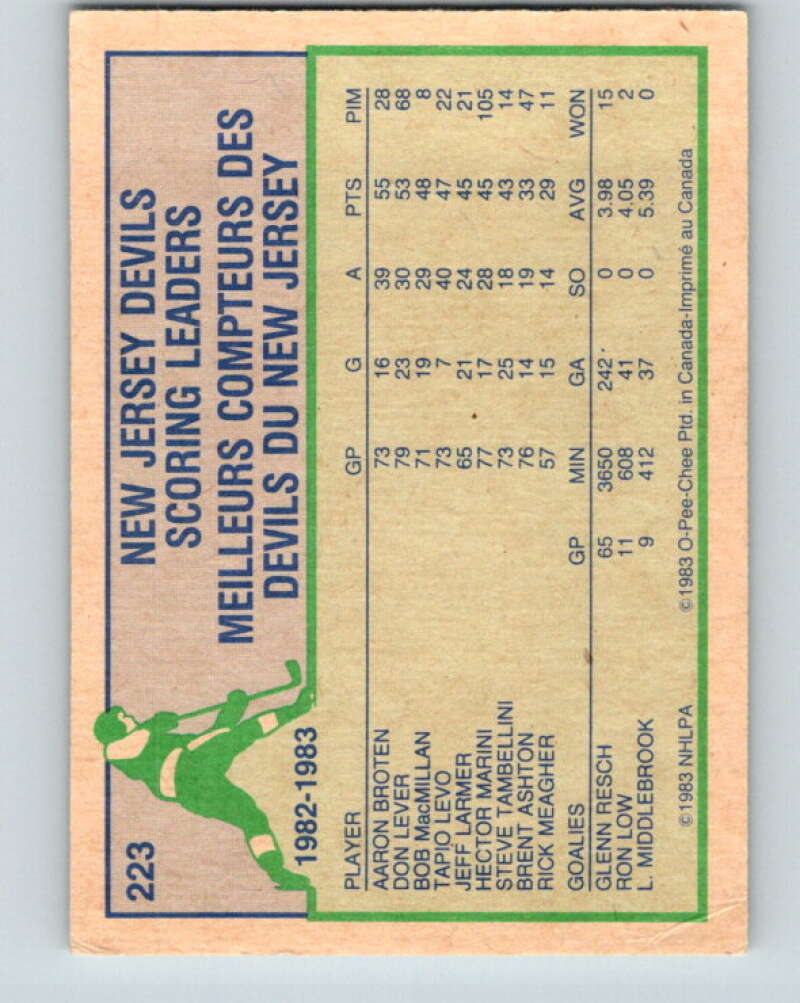 223
NEW JERSEY DEVILS
SCORING LEADERS
MEILLEURS COMPTEURS DES
DEVILS DU NEW JERSEY
1982-1983
PLAYER GP G A PTS PIM
AARON BROTEN 73 16 39 55 28
DON LEVER 79 23 30 53 68
BOB MacMILLAN 71 19 29 48 8
TAPIO LEVO 73 7 40 47 22
JEFF LARMER 65 21 24 45 21
HECTOR MARINI 77 17 28 45 105
STEVE TAMBELLINI 73 25 18 43 14
BRENT ASHTON 76 14 19 33 47
RICK MEAGHER 57 15 14 29 11
GOALIES GP MIN GA SO AVG WON
GLENN RESCH 65 3650 242 0 3.98 15
RON LOW 11 608 41 0 4.05 2
L. MIDDLEBROOK 9 412 37 0 5.39 0
©1983 NHLPA ©1983 O-Pee-Chee Ptd. in Canada-Imprimé au Canada